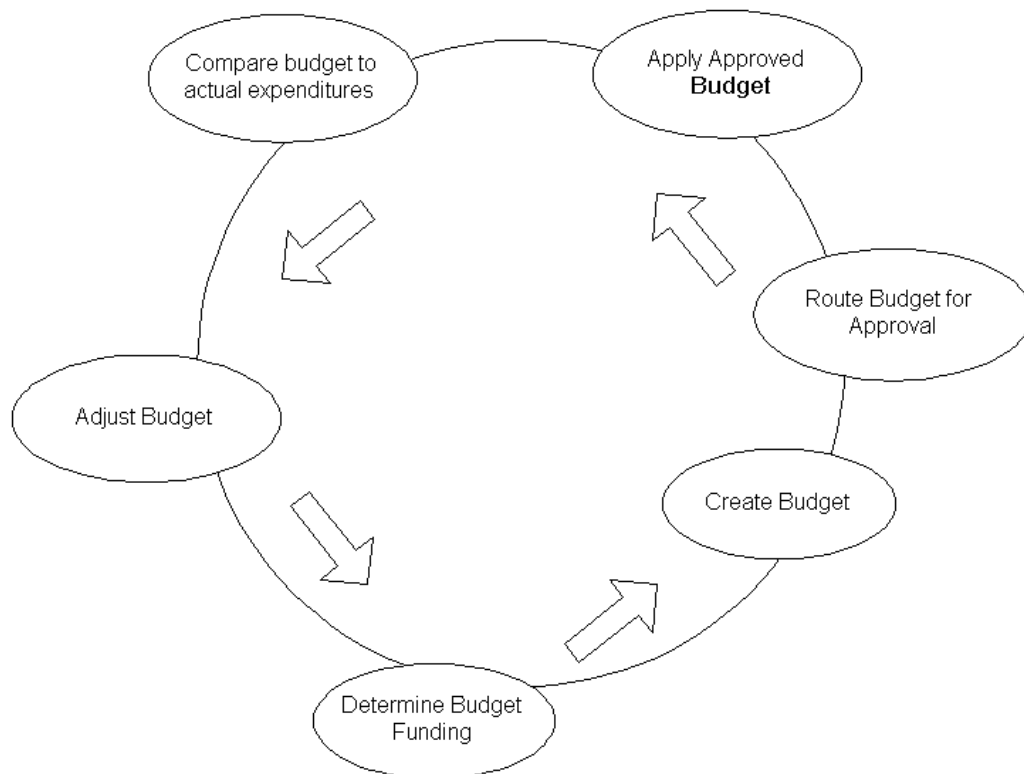 Compare budget to
actual expenditures
Apply Approved
Budget
Route Budget for
Approval
Adjust Budget
Create Budget
Determine Budget
Funding